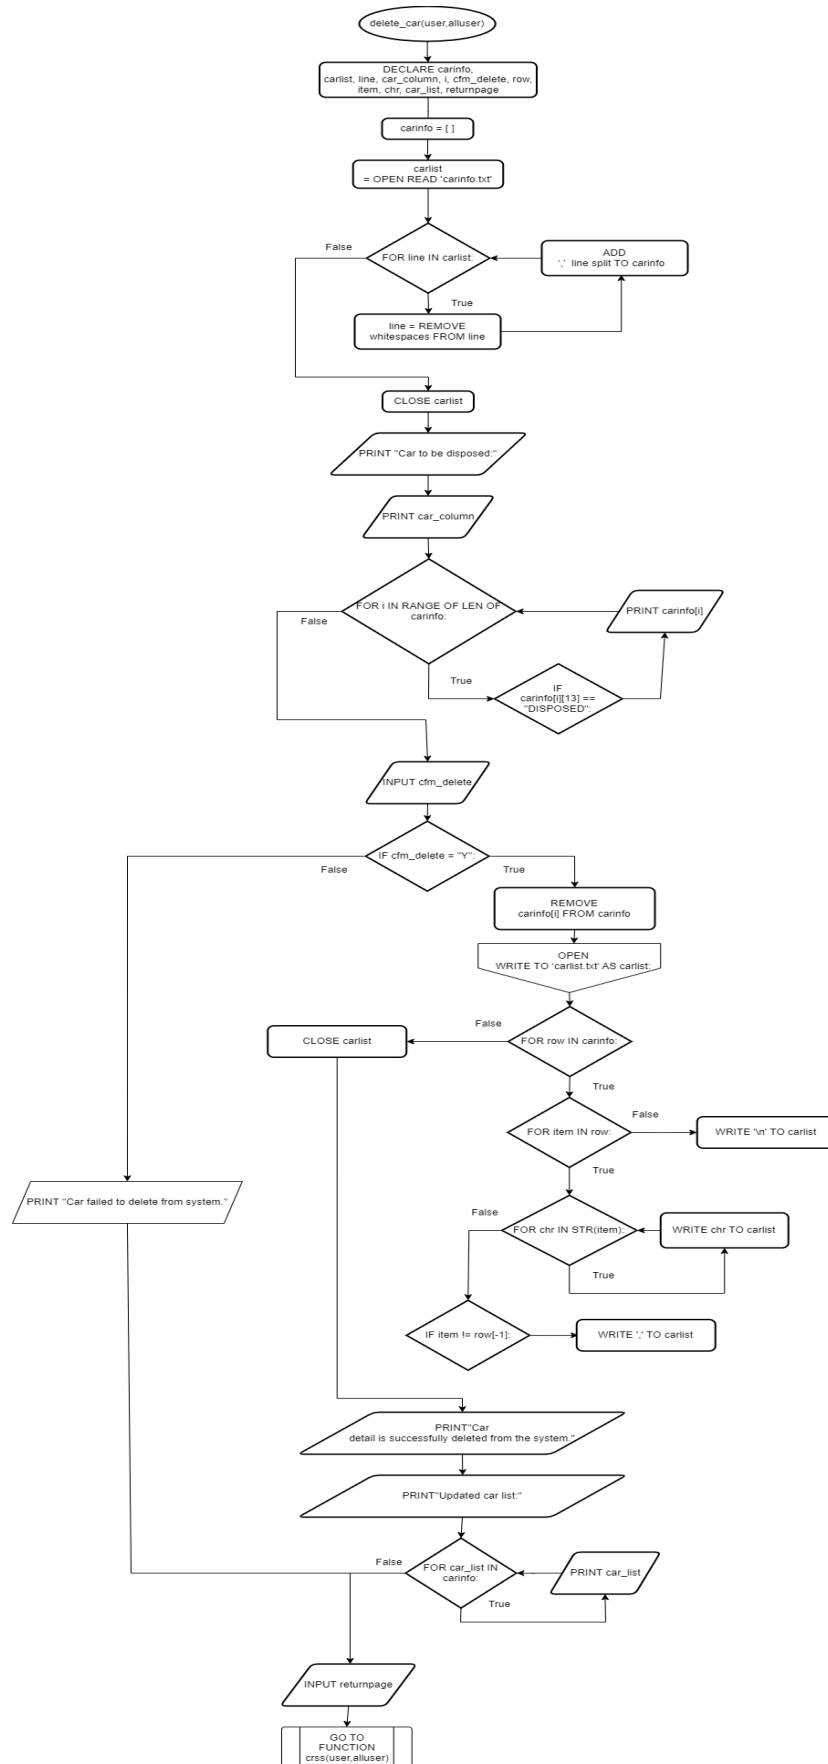 delete_car(user,alluser)
DECLARE carinfo,
carlist, line, car_column, i, cfm_delete, row,
item, chr, car_list, returnpage
carinfo = [ ]
carlist
= OPEN READ 'carinfo.txt'
False
FOR line IN carlist:
ADD
',' line split TO carinfo
True
line = REMOVE
whitespaces FROM line
CLOSE carlist
PRINT "Car to be disposed:"
PRINT car_column
FOR i IN RANGE OF LEN OF
carinfo:
PRINT carinfo[i]
False
True
IF
carinfo[i][13] ==
"DISPOSED":
INPUT cfm_delete
IF cfm_delete = "Y":
False
True
REMOVE
carinfo[i] FROM carinfo
OPEN
WRITE TO 'carlist.txt' AS carlist:
False
CLOSE carlist
FOR row IN carinfo:
True
False
FOR item IN row:
WRITE '\n' TO carlist
True
PRINT "Car failed to delete from system."
False
FOR chr IN STR(item):
WRITE chr TO carlist
True
IF item != row[-1]:
WRITE ',' TO carlist
PRINT"Car
detail is successfully deleted from the system."
PRINT"Updated car list:"
False
FOR car_list IN
carinfo:
PRINT car_list
True
INPUT returnpage
GO TO
FUNCTION
crss(user,alluser)